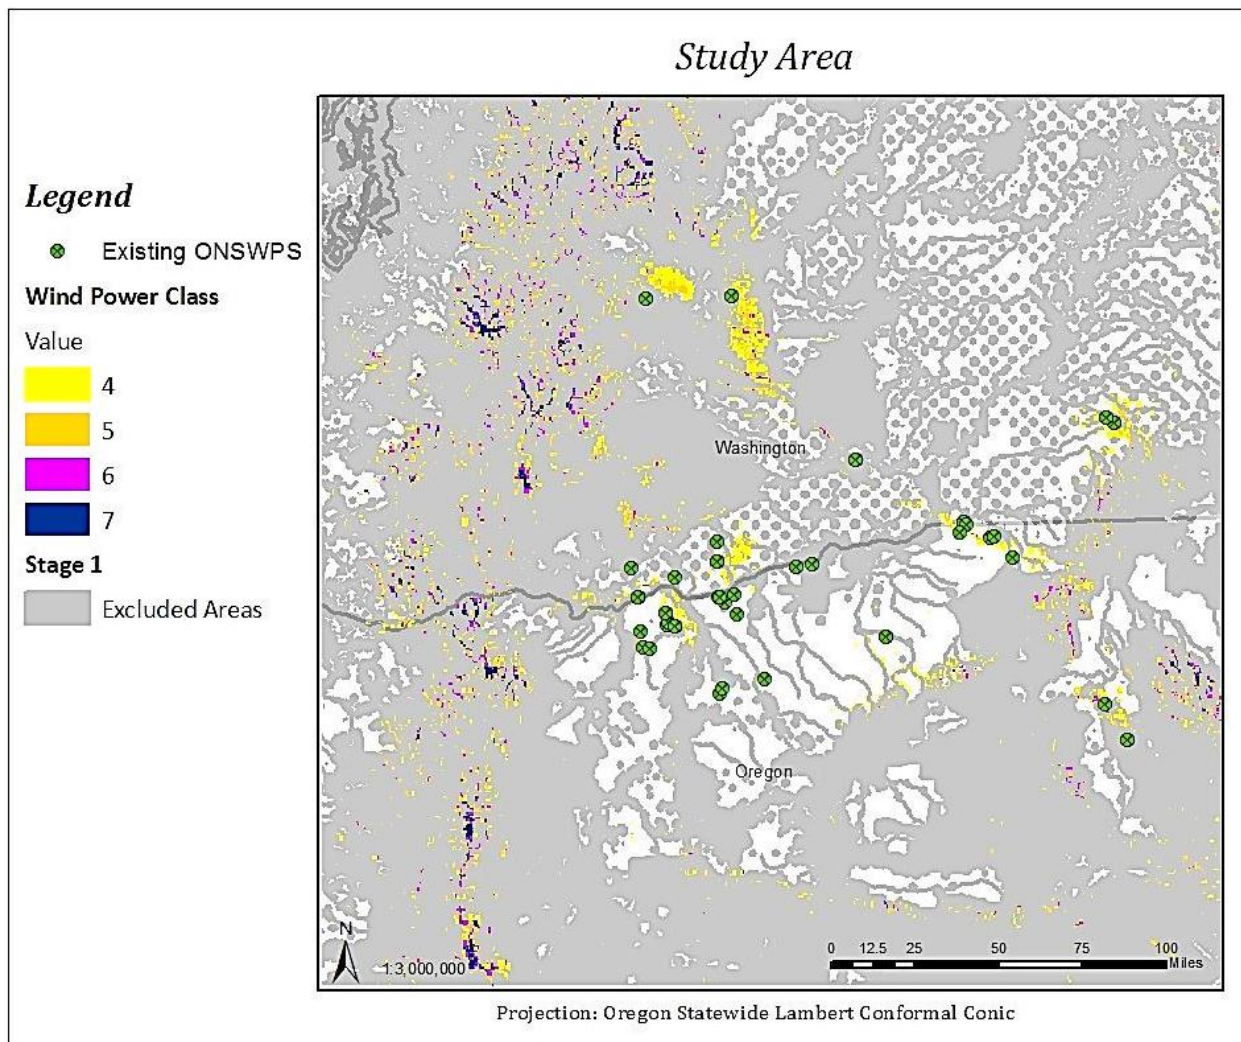 Study Area
Legend
Existing ONSWPS
Wind Power Class
Value
4
5
6
7
Stage 1
Excluded Areas
Washington
Oregon
N
1:3,000,000
0 12.5 25 50 75 100
Miles
Projection: Oregon Statewide Lambert Conformal Conic